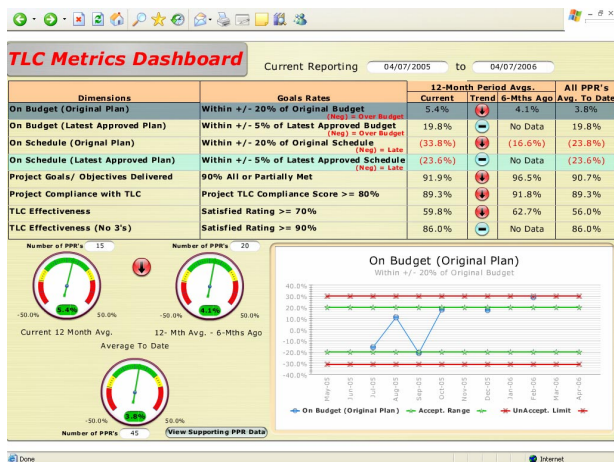 TLC Metrics Dashboard
Current Reporting 04/07/2005 to 04/07/2006
12-Month Period Avgs. All PPR's
Dimensions Goals Rates Current Trend 6-Mths Ago Avg. To Date
On Budget (Original Plan) Within +/- 20% of Original Budget 5.4% 4.1% 3.8%
(Neg) = Over Budget
On Budget (Latest Approved Plan) Within +/- 5% of Latest Approved Budget 19.8% No Data 19.8%
(Neg) = Over Budget
On Schedule (Orignal Plan) Within +/- 20% of Original Schedule (33.8%) (16.6%) (23.8%)
(Neg) = Late
On Schedule (Latest Approved Plan) Within +/- 5% of Latest Approved Schedule (23.6%) No Data (23.6%)
(Neg) = Late
Project Goals/ Objectives Delivered 90% All or Partially Met 91.9% 96.5% 90.7%
Project Compliance with TLC Project TLC Compliance Score >= 80% 89.3% 91.8% 89.3%
TLC Effectiveness Satisfied Rating >= 70% 59.8% 62.7% 56.0%
TLC Effectiveness (No 3's) Satisfied Rating >= 90% 86.0% No Data 86.0%
Number of PPR's 15
5.4%
-50.0% 50.0%
Current 12 Month Avg.
Number of PPR's 20
4.1%
-50.0% 50.0%
12- Mth Avg. - 6-Mths Ago
Average To Date
3.8%
-50.0% 50.0%
Number of PPR's 45 View Supporting PPR Data
On Budget (Original Plan)
Within +/- 20% of Original Budget
40.0%
30.0%
20.0%
10.0%
0.0%
-10.0%
-20.0%
-30.0%
-40.0%
May-05 Jun-05 Jul-05 Aug-05 Sep-05 Oct-05 Nov-05 Dec-05 Jan-06 Feb-06 Mar-06 Apr-06
On Budget (Original Plan) Accept. Range UnAccept. Limit
Done Internet